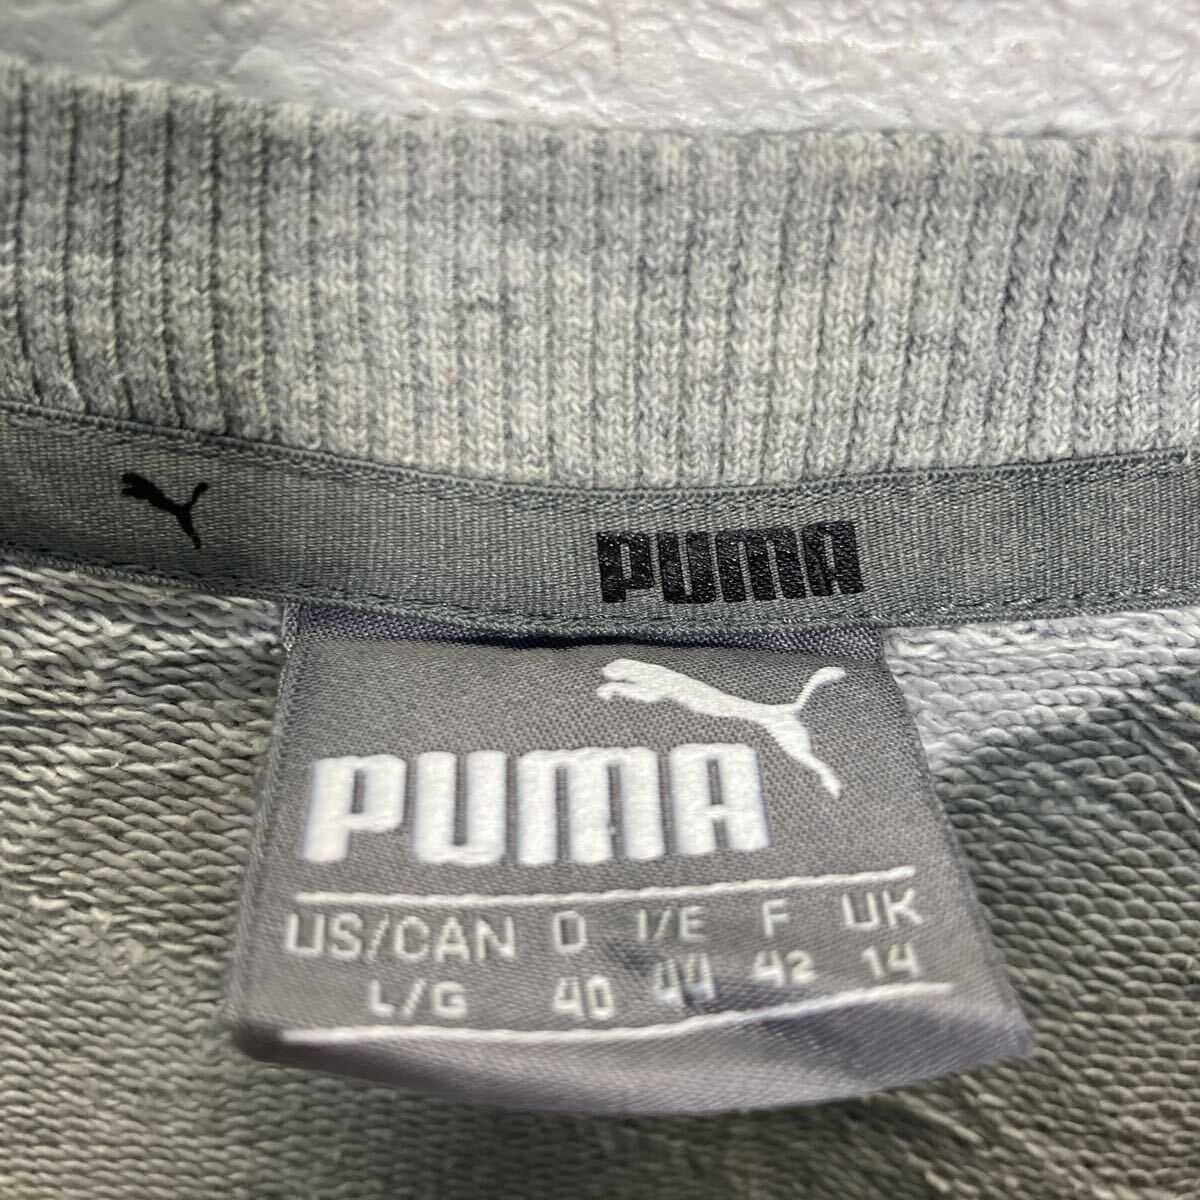 PUMA
PUMA
US/CAN D I/E F UK
L/G 40 44 42 14